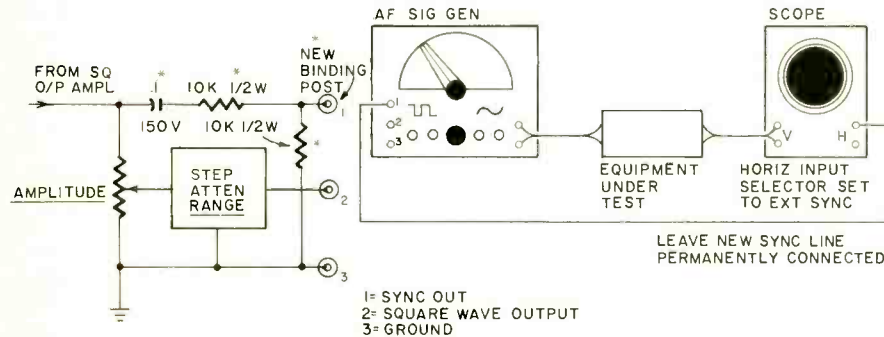 AF SIG GEN
SCOPE
FROM SQ
O/P AMPL
.1*
150 V
10K 1/2W
*
10K 1/2W
*
*
NEW
BINDING
POST
1
AMPLITUDE
STEP
ATTEN
RANGE
2
3
1
2
3
V
H
EQUIPMENT
UNDER
TEST
HORIZ INPUT
SELECTOR SET
TO EXT SYNC
LEAVE NEW SYNC LINE
PERMANENTLY CONNECTED
1= SYNC OUT
2= SQUARE WAVE OUTPUT
3= GROUND